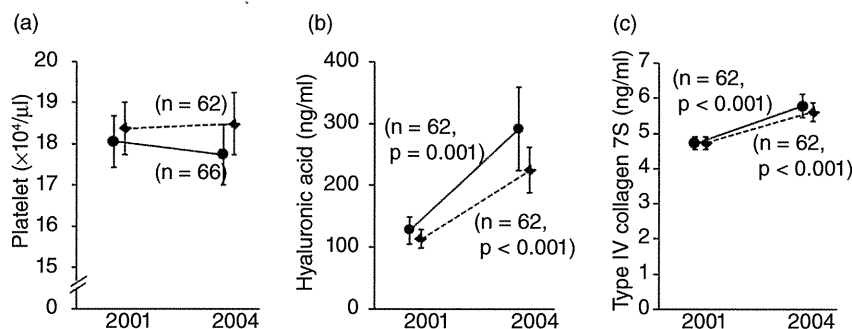 (a)
Platelet (×10⁴/µl)
20
19
18
17
16
15
0
(n = 62)
(n = 66)
2001
2004
(b)
Hyaluronic acid (ng/ml)
400
300
200
100
0
(n = 62,
p = 0.001)
(n = 62,
p < 0.001)
2001
2004
(c)
Type IV collagen 7S (ng/ml)
7
6
5
4
3
2
1
0
(n = 62,
p < 0.001)
(n = 62,
p < 0.001)
2001
2004